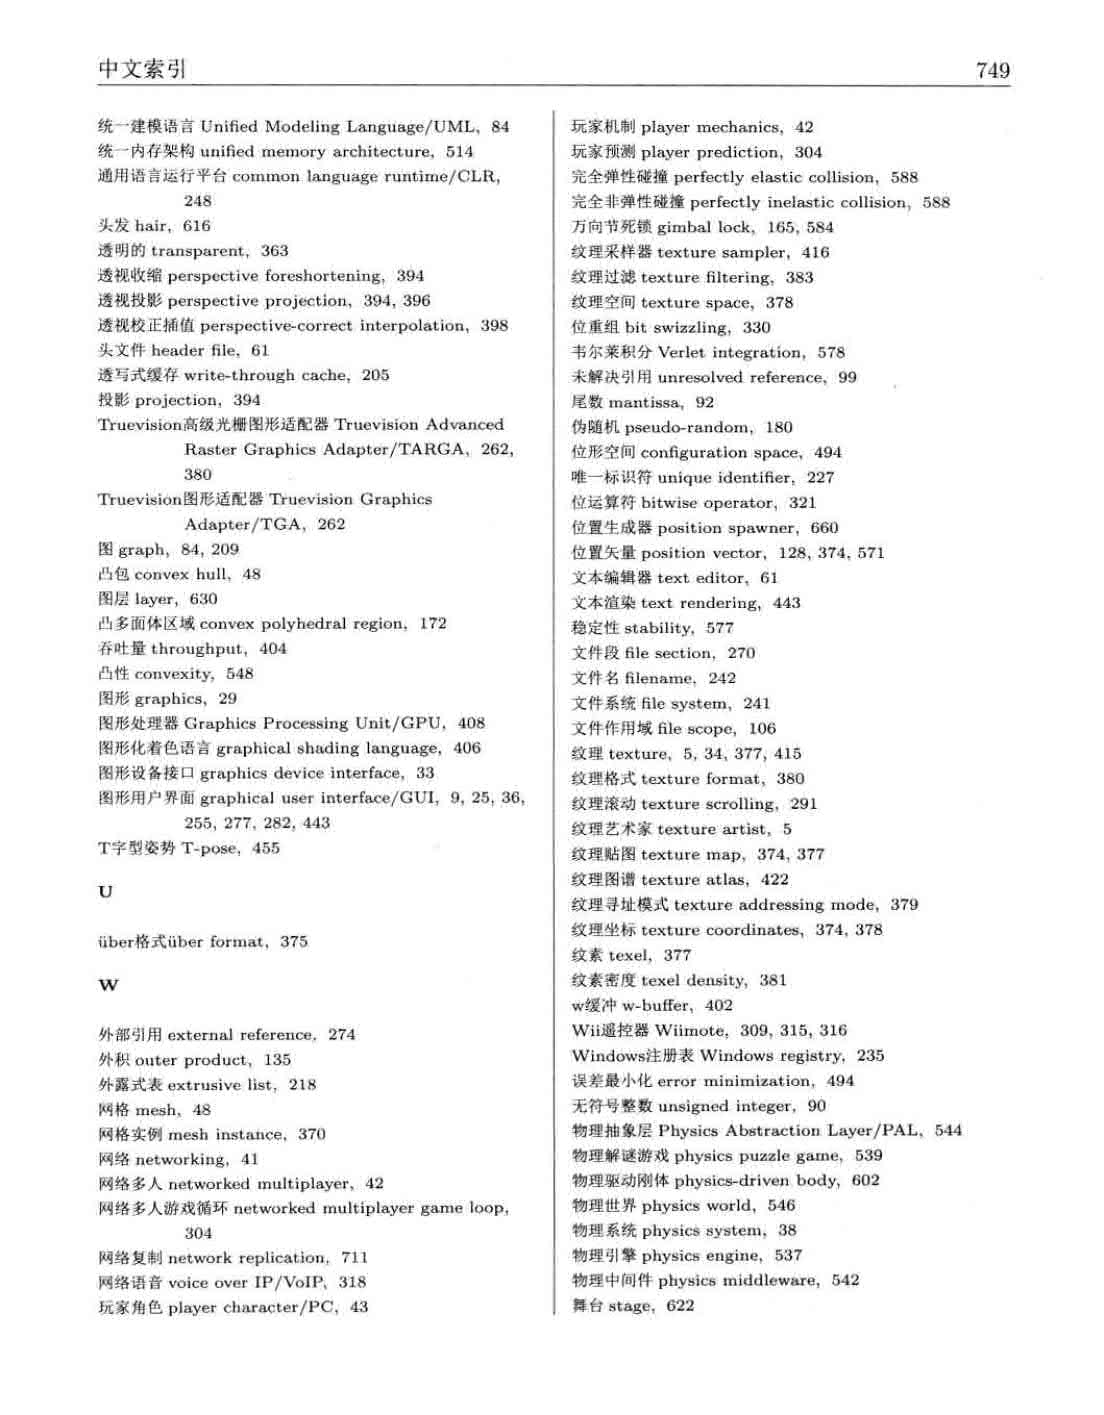 中文索引
749
统一建模语言 Unified Modeling Language/UML, 84
统一内存架构 unified memory architecture, 514
通用语言运行平台 common language runtime/CLR,
248
头发 hair, 616
透明的 transparent, 363
透视收缩 perspective foreshortening, 394
透视投影 perspective projection, 394, 396
透视校正插值 perspective-correct interpolation, 398
头文件 header file, 61
透写式缓存 write-through cache, 205
投影 projection, 394
Truevision高级光栅图形适配器 Truevision Advanced
Raster Graphics Adapter/TARGA, 262,
380
Truevision图形适配器 Truevision Graphics
Adapter/TGA, 262
图 graph, 84, 209
凸包 convex hull, 48
图层 layer, 630
凸多面体区域 convex polyhedral region, 172
吞吐量 throughput, 404
凸性 convexity, 548
图形 graphics, 29
图形处理器 Graphics Processing Unit/GPU, 408
图形化着色语言 graphical shading language, 406
图形设备接口 graphics device interface, 33
图形用户界面 graphical user interface/GUI, 9, 25, 36,
255, 277, 282, 443
T字型姿势 T-pose, 455
U
über格式über format, 375
W
外部引用 external reference, 274
外积 outer product, 135
外露式表 extrusive list, 218
网格 mesh, 48
网格实例 mesh instance, 370
网络 networking, 41
网络多人 networked multiplayer, 42
网络多人游戏循环 networked multiplayer game loop,
304
网络复制 network replication, 711
网络语音 voice over IP/VoIP, 318
玩家角色 player character/PC, 43
玩家机制 player mechanics, 42
玩家预测 player prediction, 304
完全弹性碰撞 perfectly elastic collision, 588
完全非弹性碰撞 perfectly inelastic collision, 588
万向节死锁 gimbal lock, 165, 584
纹理采样器 texture sampler, 416
纹理过滤 texture filtering, 383
纹理空间 texture space, 378
位重组 bit swizzling, 330
韦尔莱积分 Verlet integration, 578
未解决引用 unresolved reference, 99
尾数 mantissa, 92
伪随机 pseudo-random, 180
位形空间 configuration space, 494
唯一标识符 unique identifier, 227
位运算符 bitwise operator, 321
位置生成器 position spawner, 660
位置矢量 position vector, 128, 374, 571
文本编辑器 text editor, 61
文本渲染 text rendering, 443
稳定性 stability, 577
文件段 file section, 270
文件名 filename, 242
文件系统 file system, 241
文件作用域 file scope, 106
纹理 texture, 5, 34, 377, 415
纹理格式 texture format, 380
纹理滚动 texture scrolling, 291
纹理艺术家 texture artist, 5
纹理贴图 texture map, 374, 377
纹理图谱 texture atlas, 422
纹理寻址模式 texture addressing mode, 379
纹理坐标 texture coordinates, 374, 378
纹素 texel, 377
纹素密度 texel density, 381
w缓冲 w-buffer, 402
Wii遥控器 Wiimote, 309, 315, 316
Windows注册表 Windows registry, 235
误差最小化 error minimization, 494
无符号整数 unsigned integer, 90
物理抽象层 Physics Abstraction Layer/PAL, 544
物理解谜游戏 physics puzzle game, 539
物理驱动刚体 physics-driven body, 602
物理世界 physics world, 546
物理系统 physics system, 38
物理引擎 physics engine, 537
物理中间件 physics middleware, 542
舞台 stage, 622